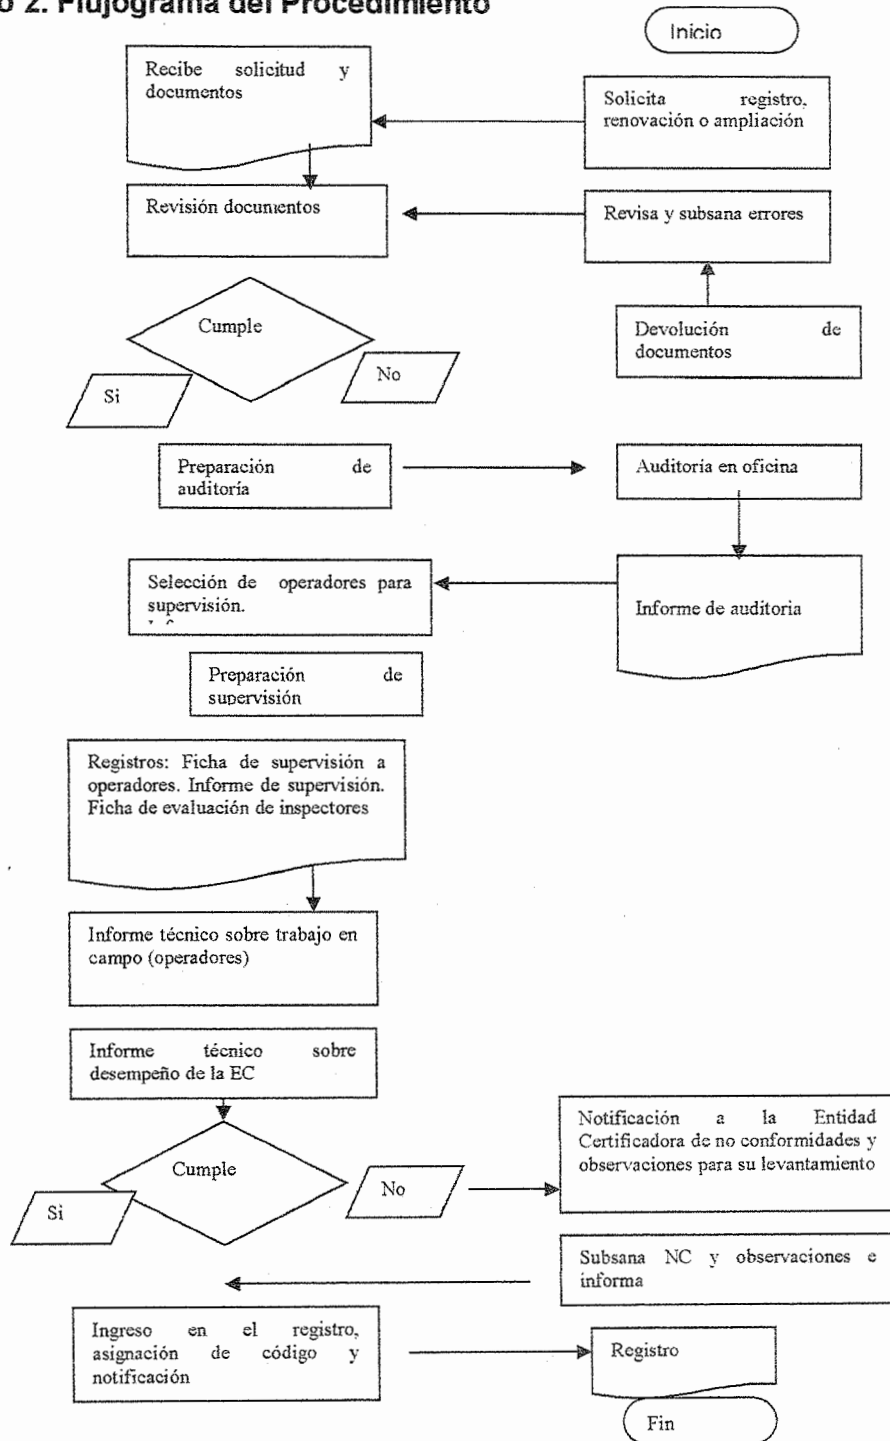 o 2. Flujograma del Procedimiento
Inicio
Recibe solicitud y
documentos
Solicita registro,
renovación o ampliación
Revisión documentos
Revisa y subsana errores
Devolución de
documentos
Cumple
No
Si
Preparación de
auditoría
Auditoría en oficina
Selección de operadores para
supervisión.
Informe de auditoria
Preparación de
supervisión
Registros: Ficha de supervisión a
operadores. Informe de supervisión.
Ficha de evaluación de inspectores
Informe técnico sobre trabajo en
campo (operadores)
Informe técnico sobre
desempeño de la EC
Notificación a la Entidad
Certificadora de no conformidades y
observaciones para su levantamiento
Cumple
No
Si
Subsana NC y observaciones e
informa
Ingreso en el registro,
asignación de código y
notificación
Registro
Fin